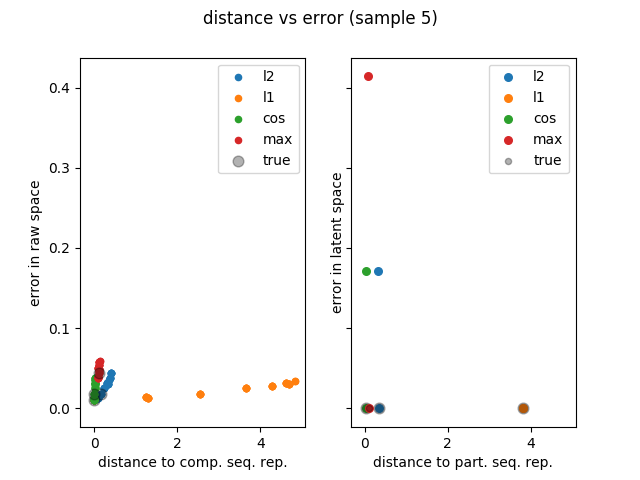 distance vs error (sample 5)
error in raw space
0.4
0.3
0.2
0.1
0.0
0
2
4
distance to comp. seq. rep.
l2
l1
cos
max
true
error in latent space
0
2
4
distance to part. seq. rep.
l2
l1
cos
max
true